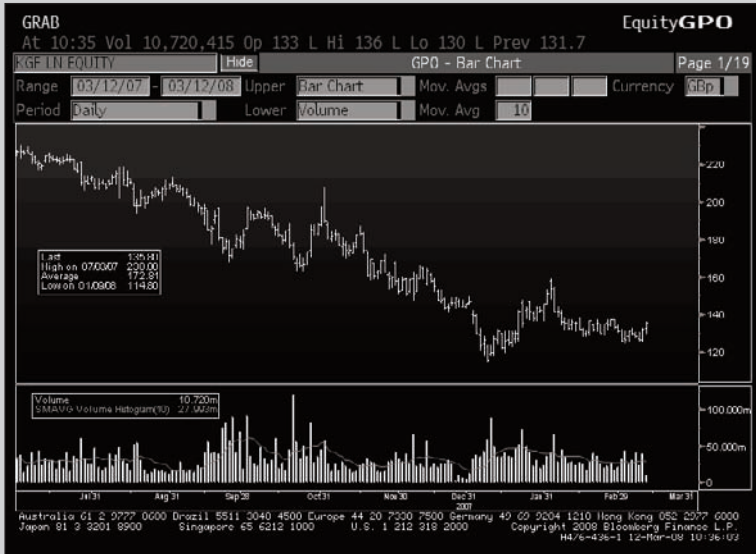 GRAB EquityGPO
At 10:35 Vol 10,720,415 Op 133 L Hi 136 L Lo 130 L Prev 131.7
KGF LN EQUITY Hide GPO - Bar Chart Page 1/19
Range 03/12/07 - 03/12/08 Upper Bar Chart Mov. Avgs Currency GBp
Period Daily Lower Volume Mov. Avg 10
220
200
180
160
140
120
Last 135.80
High on 07/03/07 230.00
Average 172.81
Low on 01/09/08 114.80
Volume 10.720m
SMAVG Volume Histogram(10) 27.993m
100.000m
50.000m
0
Jul 31 Aug 31 Sep 28 Oct 31 Nov 30 Dec 31 Jan 31 Feb 29 Mar 31
2007
Australia 61 2 9777 8600 Brazil 5511 3048 4500 Europe 44 20 7330 7500 Germany 49 69 9204 1210 Hong Kong 852 2977 6000
Japan 81 3 3201 8900 Singapore 65 6212 1000 U.S. 1 212 318 2000 Copyright 2008 Bloomberg Finance L.P.
H476-436-1 12-Mar-08 10:36:03